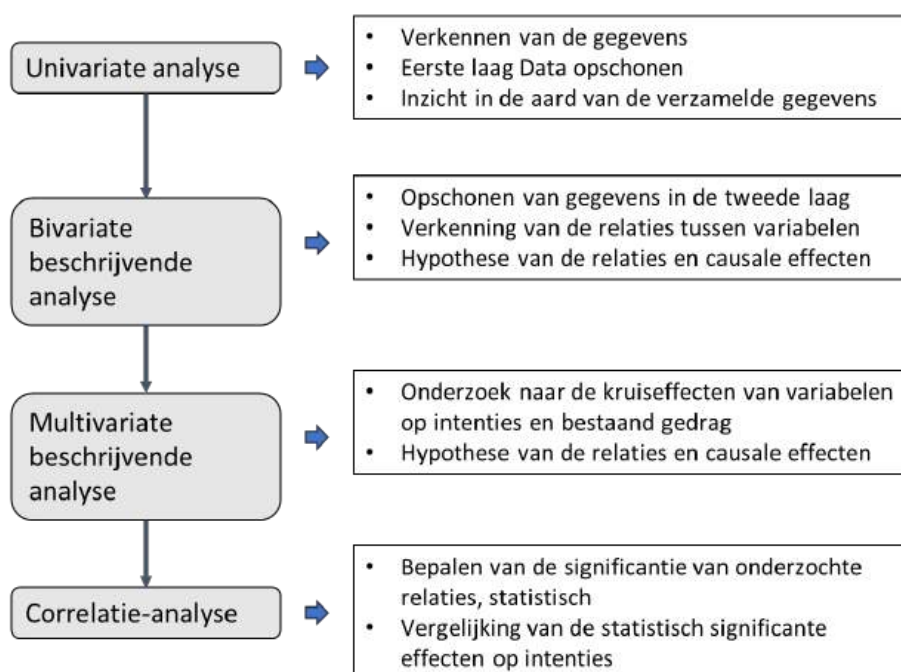 Univariate analyse
• Verkennen van de gegevens
• Eerste laag Data opschonen
• Inzicht in de aard van de verzamelde gegevens
Bivariate
beschrijvende
analyse
• Opschonen van gegevens in de tweede laag
• Verkenning van de relaties tussen variabelen
• Hypothese van de relaties en causale effecten
Multivariate
beschrijvende
analyse
• Onderzoek naar de kruiseffecten van variabelen
op intenties en bestaand gedrag
• Hypothese van de relaties en causale effecten
Correlatie-analyse
• Bepalen van de significantie van onderzochte
relaties, statistisch
• Vergelijking van de statistisch significante
effecten op intenties